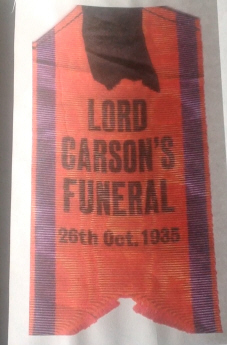 LORD
CARSON'S
FUNERAL
26th Oct. 1935